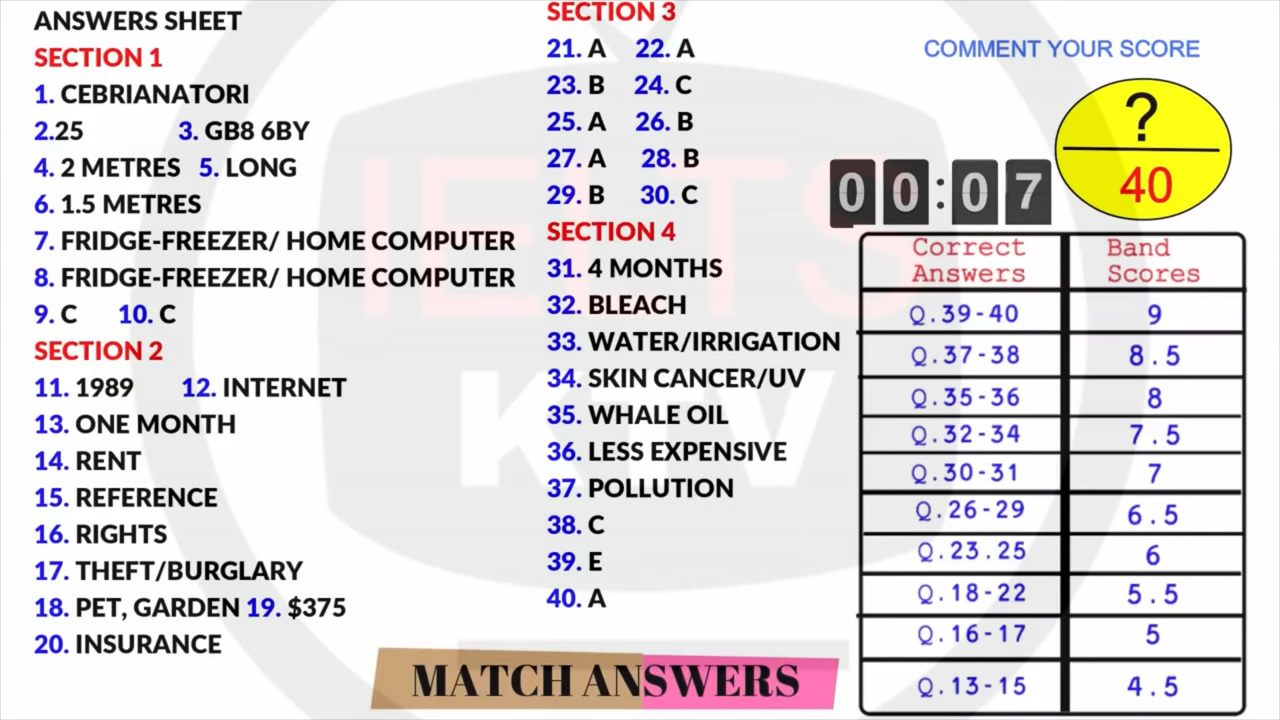 ANSWERS SHEET
SECTION 1
1. CEBRIANATORI
2.25 3. GB8 6BY
4. 2 METRES 5. LONG
6. 1.5 METRES
7. FRIDGE-FREEZER/ HOME COMPUTER
8. FRIDGE-FREEZER/ HOME COMPUTER
9. C 10. C
SECTION 2
11. 1989 12. INTERNET
13. ONE MONTH
14. RENT
15. REFERENCE
16. RIGHTS
17. THEFT/BURGLARY
18. PET, GARDEN 19. $375
20. INSURANCE
SECTION 3
21. A 22. A
23. B 24. C
25. A 26. B
27. A 28. B
29. B 30. C
SECTION 4
31. 4 MONTHS
32. BLEACH
33. WATER/IRRIGATION
34. SKIN CANCER/UV
35. WHALE OIL
36. LESS EXPENSIVE
37. POLLUTION
38. C
39. E
40. A
COMMENT YOUR SCORE
?
40
00:07
Correct Answers Band Scores
Q.39-40 9
Q.37-38 8.5
Q.35-36 8
Q.32-34 7.5
Q.30-31 7
Q.26-29 6.5
Q.23.25 6
Q.18-22 5.5
Q.16-17 5
Q.13-15 4.5
MATCH ANSWERS
IELTS
KTV